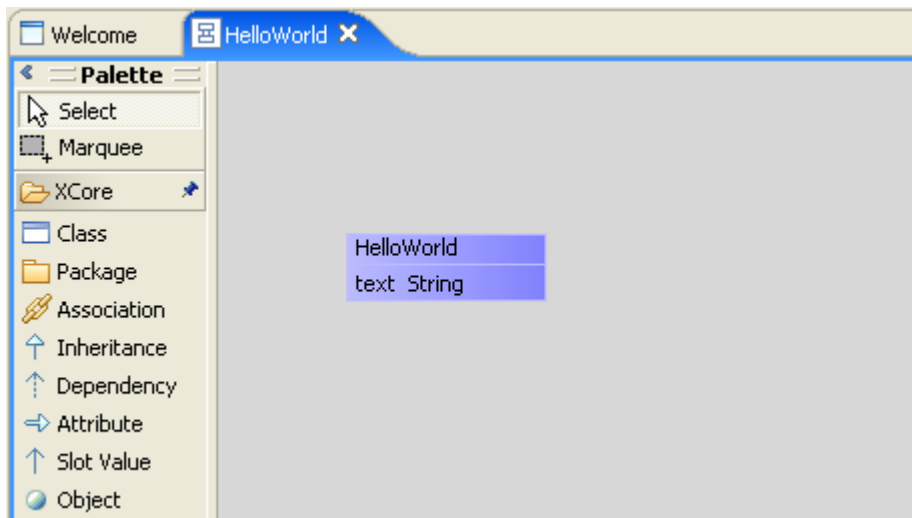 Welcome
HelloWorld
Palette
Select
Marquee
XCore
Class
Package
Association
Inheritance
Dependency
Attribute
Slot Value
Object
HelloWorld
text String